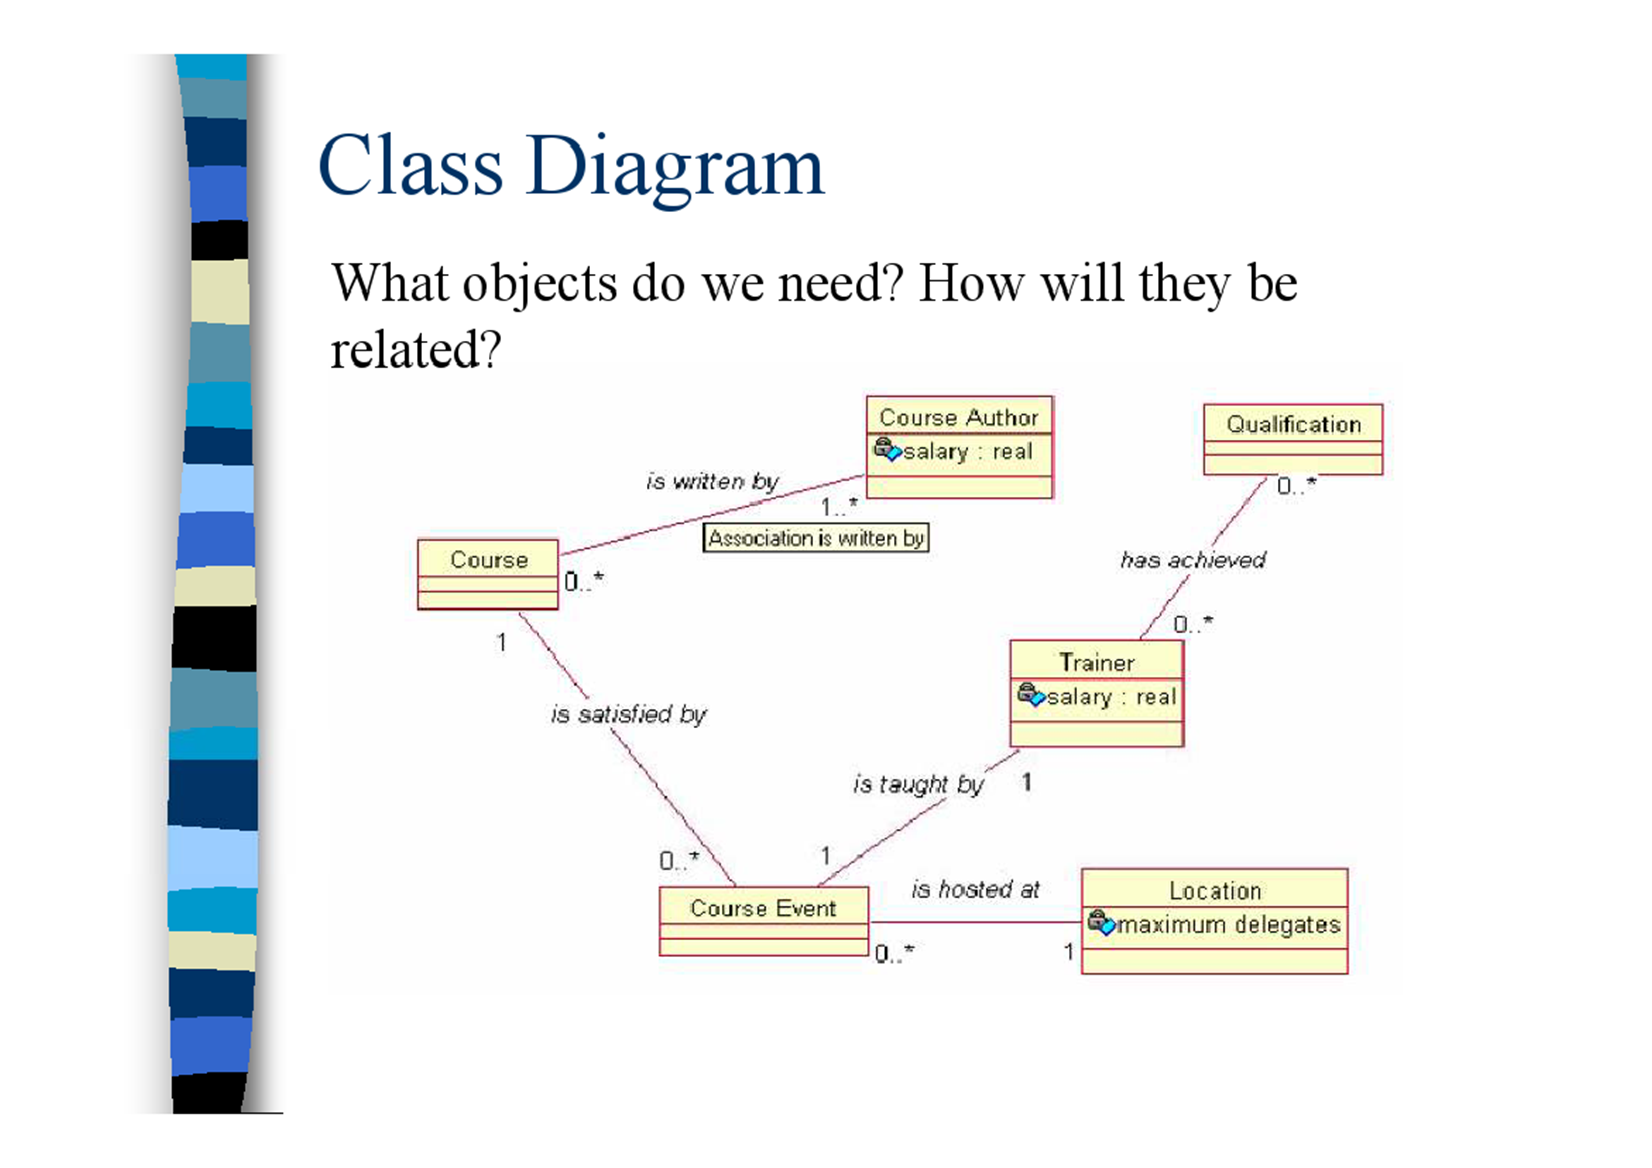 Class Diagram
What objects do we need? How will they be
related?
Course Author
salary : real
Qualification
is written by
1..*
0..*
Association is written by
Course
0..*
has achieved
1
0..*
Trainer
salary : real
is satisfied by
is taught by
1
0..*
1
Course Event
is hosted at
Location
maximum delegates
0..*
1